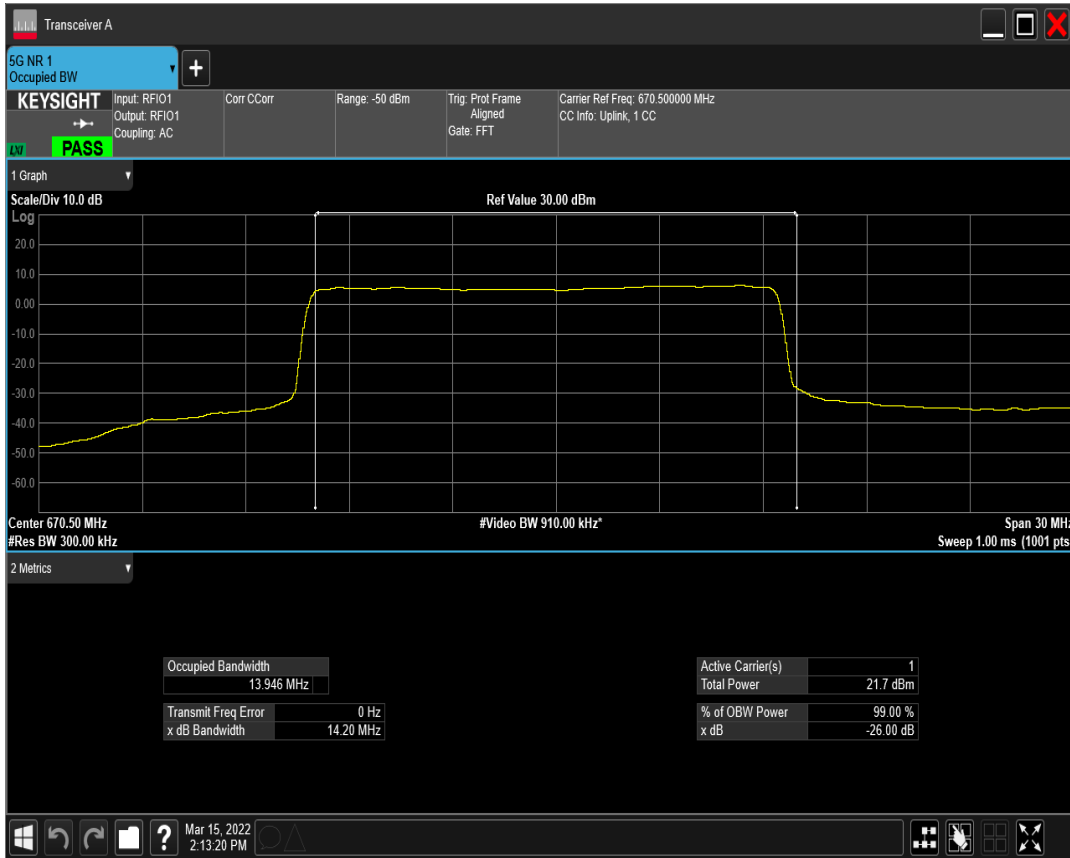 Transceiver A
5G NR 1
Occupied BW
KEYSIGHT
LXI
PASS
Input: RFIO1
Output: RFIO1
Coupling: AC
Corr CCorr
Range: -50 dBm
Trig: Prot Frame
Aligned
Gate: FFT
Carrier Ref Freq: 670.500000 MHz
CC Info: Uplink, 1 CC
1 Graph
Scale/Div 10.0 dB
Ref Value 30.00 dBm
Log
20.0
10.0
0.00
-10.0
-20.0
-30.0
-40.0
-50.0
-60.0
Center 670.50 MHz
#Video BW 910.00 kHz*
Span 30 MHz
#Res BW 300.00 kHz
Sweep 1.00 ms (1001 pts
2 Metrics
Occupied Bandwidth
13.946 MHz
Transmit Freq Error 0 Hz
x dB Bandwidth 14.20 MHz
Active Carrier(s) 1
Total Power 21.7 dBm
% of OBW Power 99.00 %
x dB -26.00 dB
?
Mar 15, 2022
2:13:20 PM